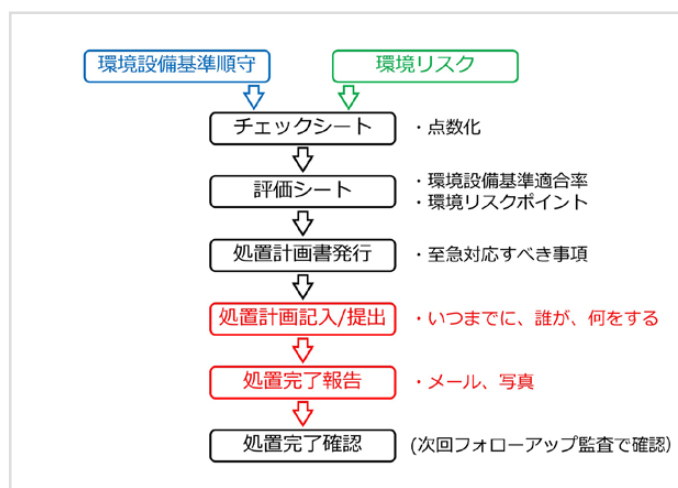 環境設備基準順守
環境リスク
チェックシート
・点数化
評価シート
・環境設備基準適合率
・環境リスクポイント
処置計画書発行
・至急対応すべき事項
処置計画記入/提出
・いつまでに、誰が、何をする
処置完了報告
・メール、写真
処置完了確認
(次回フォローアップ監査で確認)